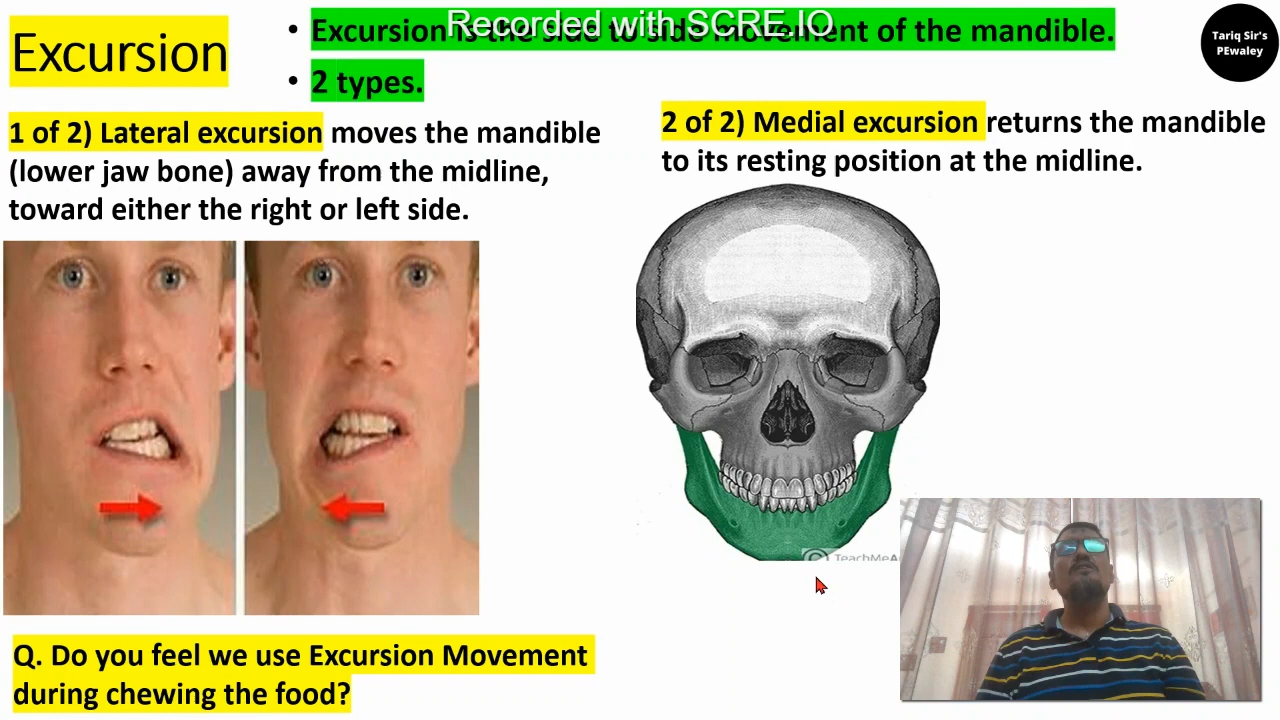 Recorded with SCRE.IO
Excursion
• Excursion is the side to side movement of the mandible.
• 2 types.
Tariq Sir's
PEwaley
1 of 2) Lateral excursion moves the mandible
(lower jaw bone) away from the midline,
toward either the right or left side.
2 of 2) Medial excursion returns the mandible
to its resting position at the midline.
© TeachMeA
Q. Do you feel we use Excursion Movement
during chewing the food?